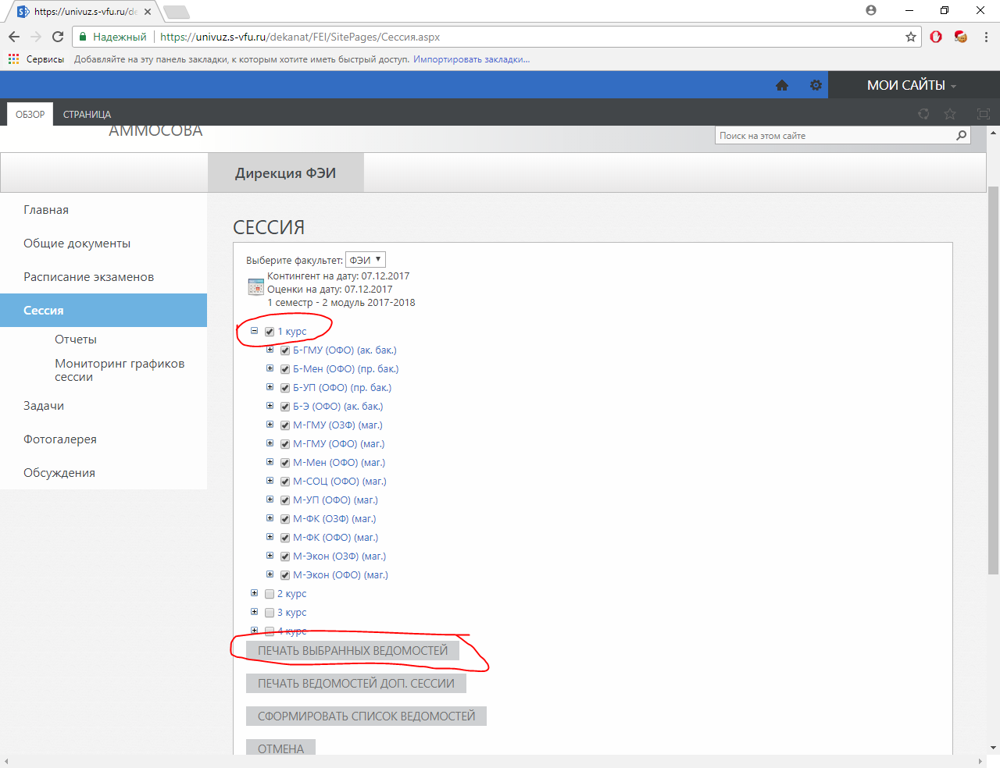 https://univuz.s-vfu.ru/de
Надежный https://univuz.s-vfu.ru/dekanat/FEI/SitePages/Сессия.aspx
Сервисы Добавляйте на эту панель закладки, к которым хотите иметь быстрый доступ. Импортировать закладки...
МОИ САЙТЫ
ОБЗОР СТРАНИЦА
АММОСОВА
Поиск на этом сайте
Дирекция ФЭИ
Главная
Общие документы
Расписание экзаменов
Сессия
Отчеты
Мониторинг графиков
сессии
Задачи
Фотогалерея
Обсуждения
СЕССИЯ
Выберите факультет: ФЭИ
Контингент на дату: 07.12.2017
Оценки на дату: 07.12.2017
1 семестр - 2 модуль 2017-2018
1 курс
Б-ГМУ (ОФО) (ак. бак.)
Б-Мен (ОФО) (пр. бак.)
Б-УП (ОФО) (пр. бак.)
Б-Э (ОФО) (ак. бак.)
М-ГМУ (ОЗФ) (маг.)
М-ГМУ (ОФО) (маг.)
М-Мен (ОФО) (маг.)
М-СОЦ (ОФО) (маг.)
М-УП (ОФО) (маг.)
М-ФК (ОЗФ) (маг.)
М-ФК (ОФО) (маг.)
М-Экон (ОЗФ) (маг.)
М-Экон (ОФО) (маг.)
2 курс
3 курс
4 курс
ПЕЧАТЬ ВЫБРАННЫХ ВЕДОМОСТЕЙ
ПЕЧАТЬ ВЕДОМОСТЕЙ ДОП. СЕССИИ
СФОРМИРОВАТЬ СПИСОК ВЕДОМОСТЕЙ
ОТМЕНА